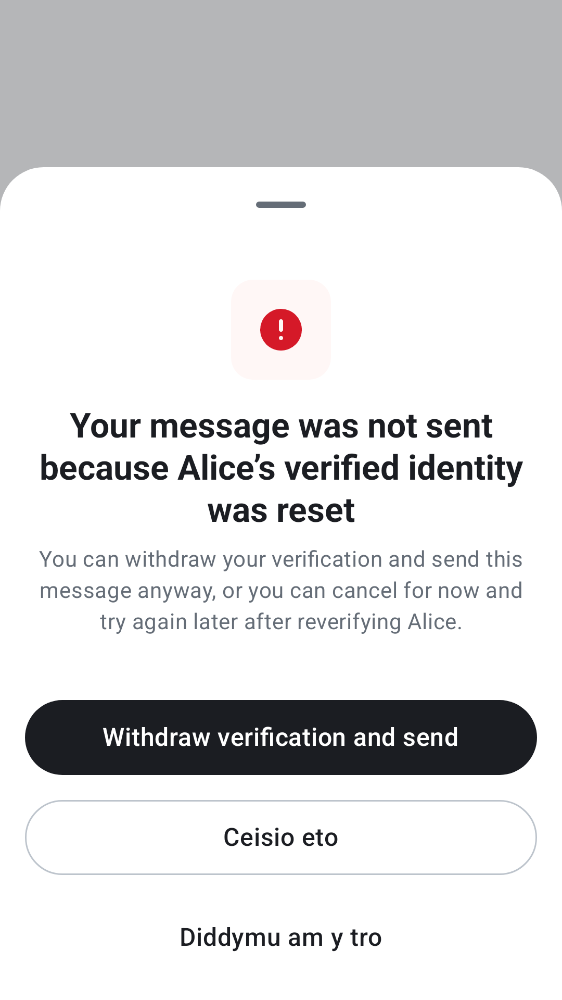 Your message was not sent
because Alice’s verified identity
was reset
You can withdraw your verification and send this
message anyway, or you can cancel for now and
try again later after reverifying Alice.
Withdraw verification and send
Ceisio eto
Diddymu am y tro